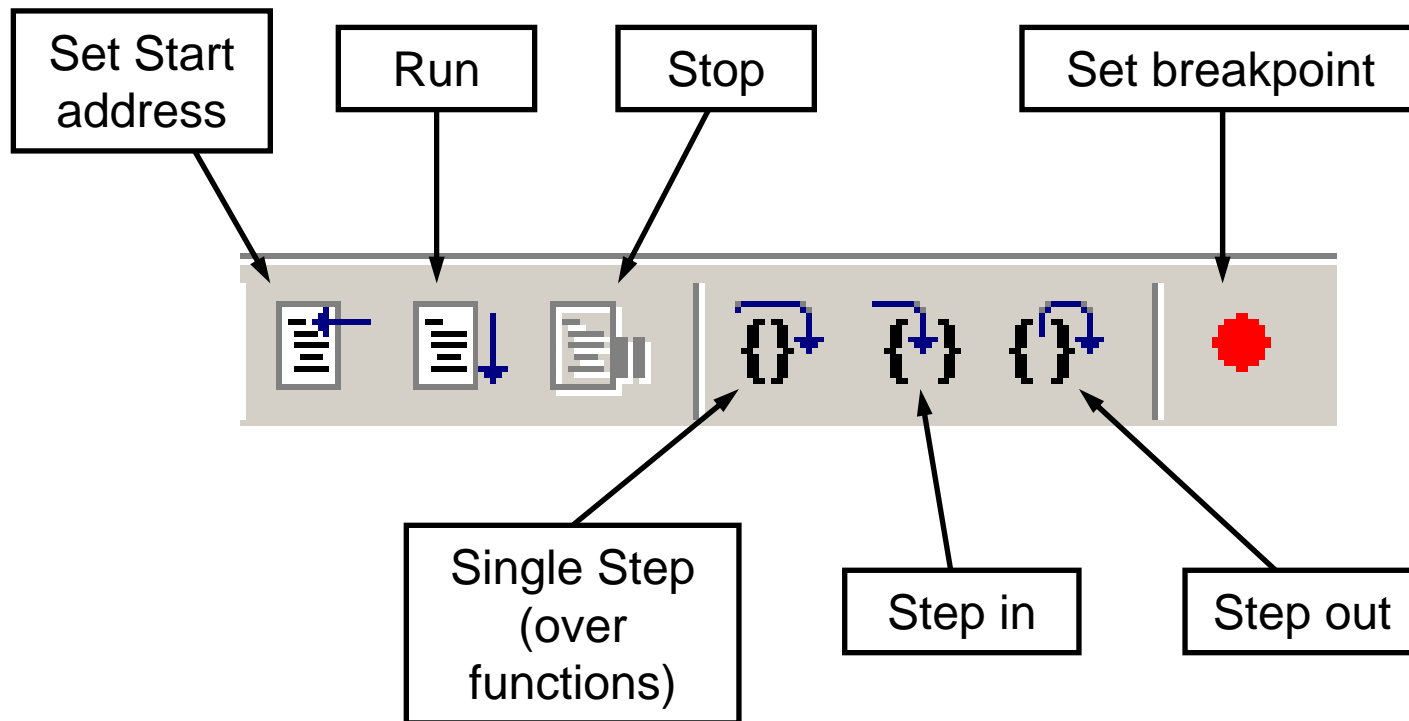 Set Start
address
Run
Stop
Set breakpoint
Single Step
(over
functions)
Step in
Step out